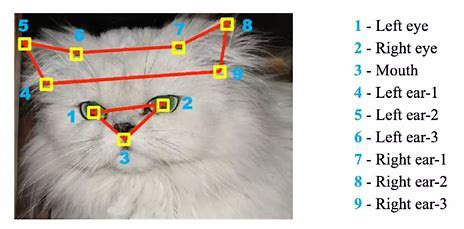 5
8
6
7
4
9
1
2
3
1 - Left eye
2 - Right eye
3 - Mouth
4 - Left ear-1
5 - Left ear-2
6 - Left ear-3
7 - Right ear-1
8 - Right ear-2
9 - Right ear-3